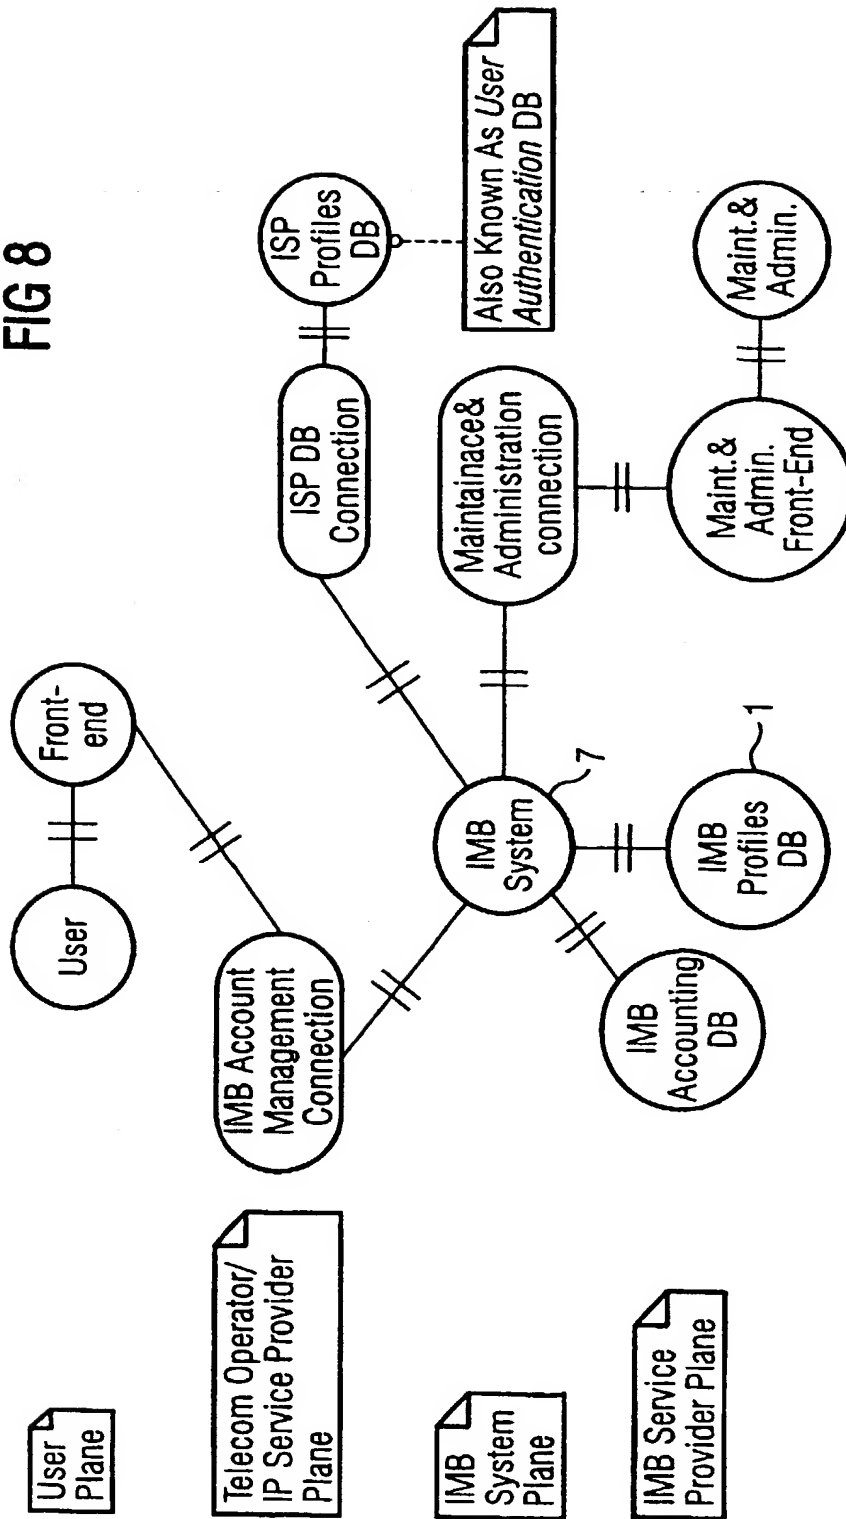 FIG 8
User
Plane
User
Front-
end
Telecom Operator/
IP Service Provider
Plane
IMB Account
Management
Connection
ISP DB
Connection
ISP
Profiles
DB
Also Known As User
Authentication DB
IMB
System
Plane
IMB
System
7
Maintainace&
Administration
connection
IMB Service
Provider Plane
IMB
Accounting
DB
IMB
Profiles
DB
1
Maint.&
Admin.
Front-End
Maint.&
Admin.